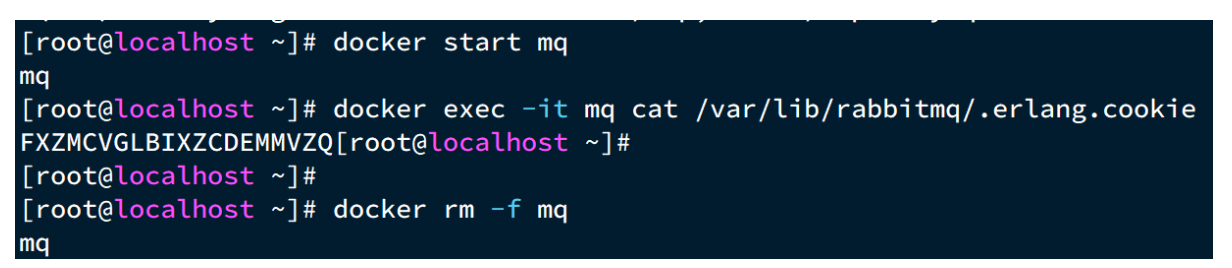 [root@localhost ~]# docker start mq
mq
[root@localhost ~]# docker exec -it mq cat /var/lib/rabbitmq/.erlang.cookie
FXZMCVGLBIXZCDEMMVZQ[root@localhost ~]#
[root@localhost ~]#
[root@localhost ~]# docker rm -f mq
mq